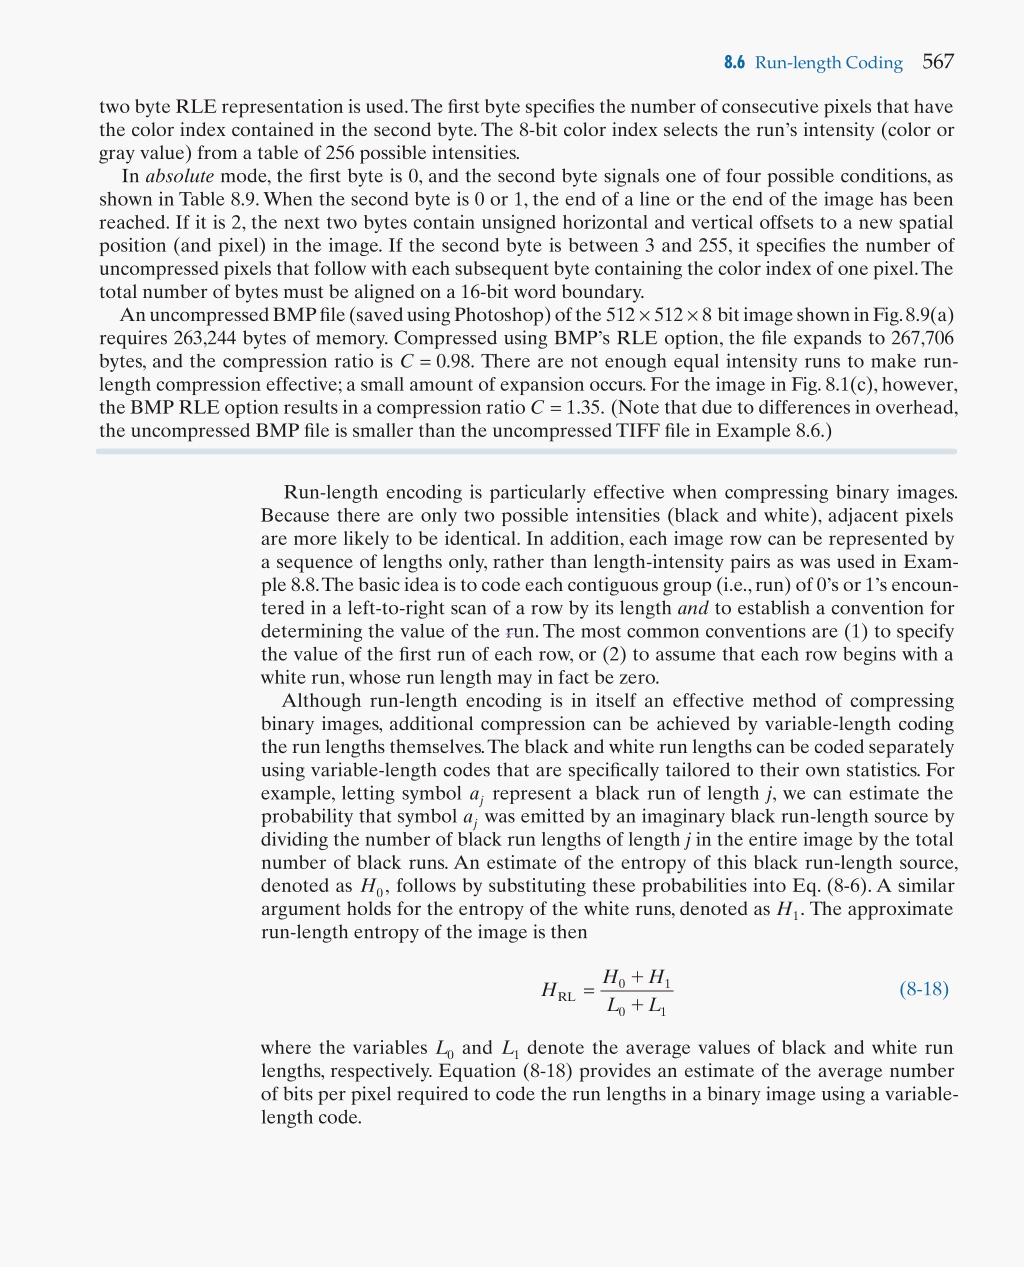 8.6 Run-length Coding 567
two byte RLE representation is used. The first byte specifies the number of consecutive pixels that have
the color index contained in the second byte. The 8-bit color index selects the run's intensity (color or
gray value) from a table of 256 possible intensities.
In absolute mode, the first byte is 0, and the second byte signals one of four possible conditions, as
shown in Table 8.9. When the second byte is 0 or 1, the end of a line or the end of the image has been
reached. If it is 2, the next two bytes contain unsigned horizontal and vertical offsets to a new spatial
position (and pixel) in the image. If the second byte is between 3 and 255, it specifies the number of
uncompressed pixels that follow with each subsequent byte containing the color index of one pixel. The
total number of bytes must be aligned on a 16-bit word boundary.
An uncompressed BMP file (saved using Photoshop) of the 512 × 512 × 8 bit image shown in Fig. 8.9(a)
requires 263,244 bytes of memory. Compressed using BMP's RLE option, the file expands to 267,706
bytes, and the compression ratio is C = 0.98. There are not enough equal intensity runs to make run-
length compression effective; a small amount of expansion occurs. For the image in Fig. 8.1(c), however,
the BMP RLE option results in a compression ratio C = 1.35. (Note that due to differences in overhead,
the uncompressed BMP file is smaller than the uncompressed TIFF file in Example 8.6.)
Run-length encoding is particularly effective when compressing binary images.
Because there are only two possible intensities (black and white), adjacent pixels
are more likely to be identical. In addition, each image row can be represented by
a sequence of lengths only, rather than length-intensity pairs as was used in Exam-
ple 8.8. The basic idea is to code each contiguous group (i.e., run) of 0's or 1's encoun-
tered in a left-to-right scan of a row by its length and to establish a convention for
determining the value of the run. The most common conventions are (1) to specify
the value of the first run of each row, or (2) to assume that each row begins with a
white run, whose run length may in fact be zero.
Although run-length encoding is in itself an effective method of compressing
binary images, additional compression can be achieved by variable-length coding
the run lengths themselves. The black and white run lengths can be coded separately
using variable-length codes that are specifically tailored to their own statistics. For
example, letting symbol a_j represent a black run of length j, we can estimate the
probability that symbol a_j was emitted by an imaginary black run-length source by
dividing the number of black run lengths of length j in the entire image by the total
number of black runs. An estimate of the entropy of this black run-length source,
denoted as H_0, follows by substituting these probabilities into Eq. (8-6). A similar
argument holds for the entropy of the white runs, denoted as H_1. The approximate
run-length entropy of the image is then
H_RL = (H_0 + H_1) / (L_0 + L_1) (8-18)
where the variables L_0 and L_1 denote the average values of black and white run
lengths, respectively. Equation (8-18) provides an estimate of the average number
of bits per pixel required to code the run lengths in a binary image using a variable-
length code.